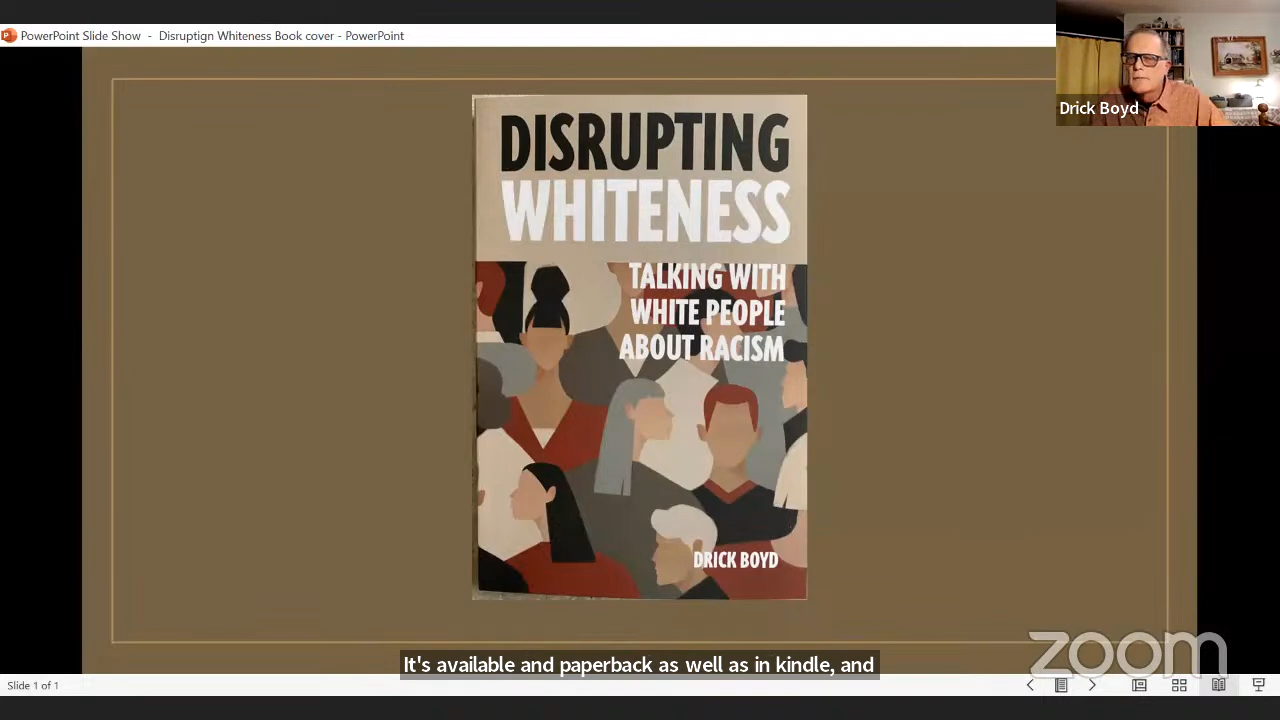 PowerPoint Slide Show - Disruptign Whiteness Book cover - PowerPoint
Drick Boyd
DISRUPTING
WHITENESS
TALKING WITH
WHITE PEOPLE
ABOUT RACISM
DRICK BOYD
It's available and paperback as well as in kindle, and
zoom
Slide 1 of 1